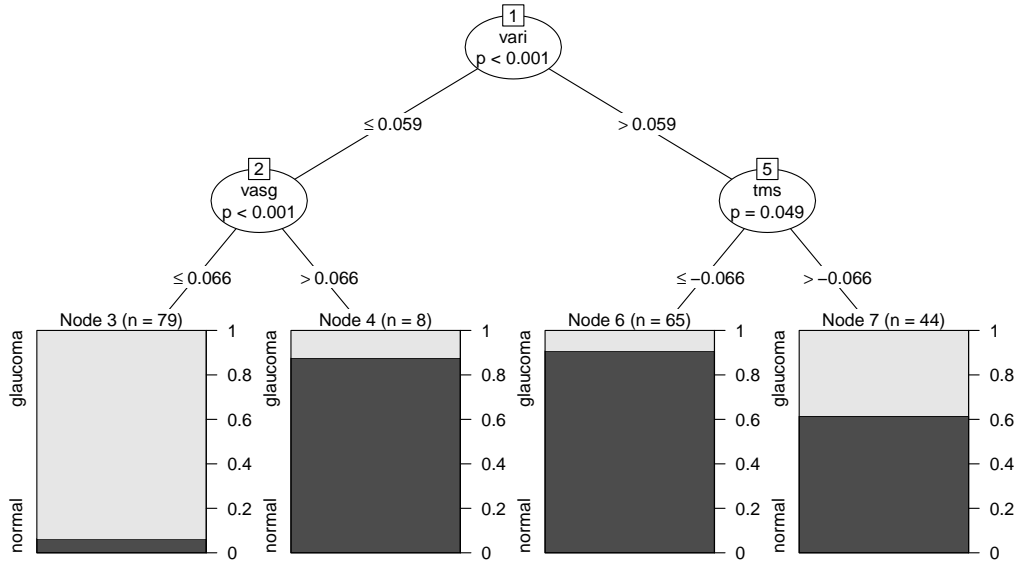 1
vari
p < 0.001
≤ 0.059
> 0.059
2
vasg
p < 0.001
5
tms
p = 0.049
≤ 0.066
> 0.066
≤ −0.066
> −0.066
Node 3 (n = 79)
glaucoma
normal
1
0.8
0.6
0.4
0.2
0
Node 4 (n = 8)
glaucoma
normal
1
0.8
0.6
0.4
0.2
0
Node 6 (n = 65)
glaucoma
normal
1
0.8
0.6
0.4
0.2
0
Node 7 (n = 44)
glaucoma
normal
1
0.8
0.6
0.4
0.2
0